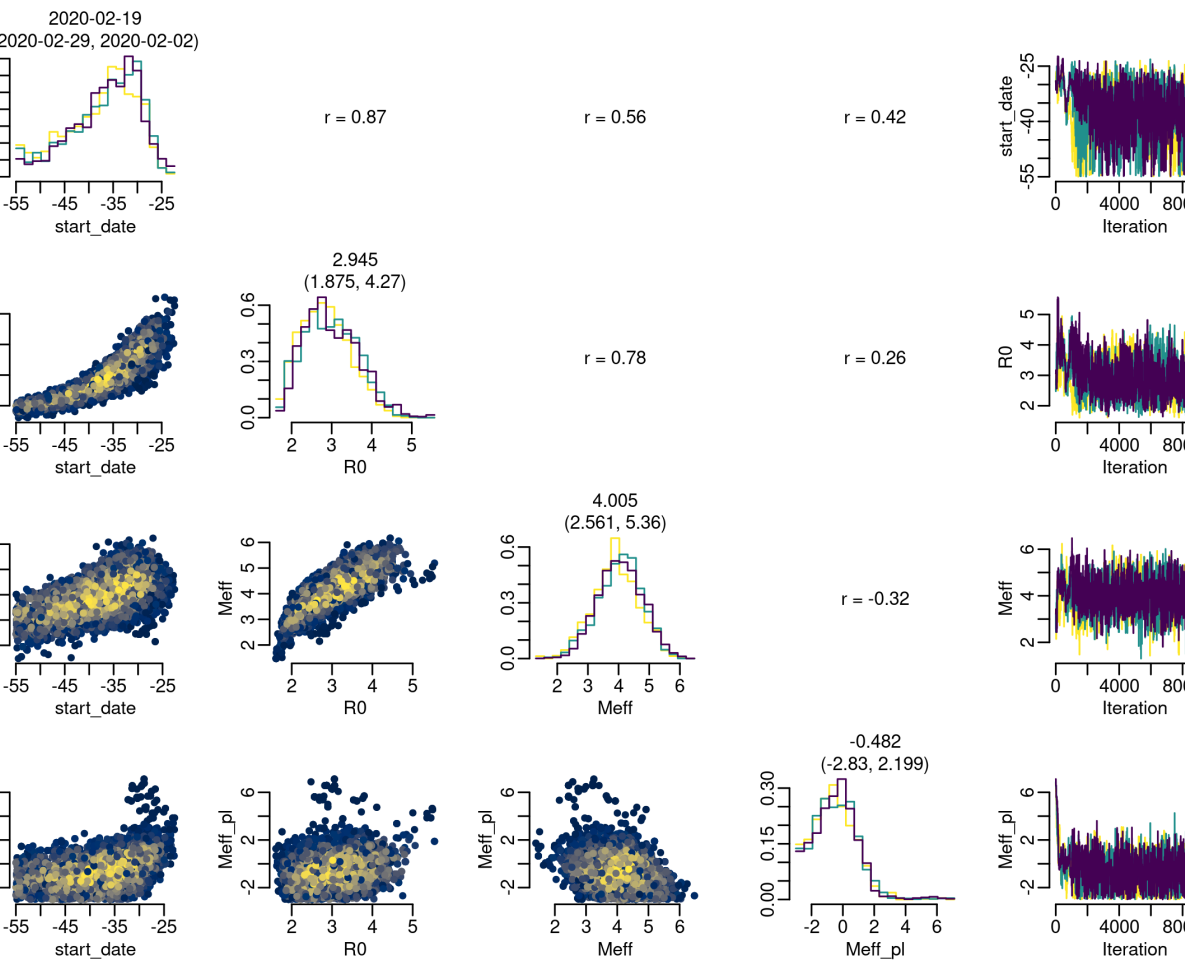 2020-02-19
2020-02-29, 2020-02-02)
-55 -45 -35 -25
start_date
r = 0.87
r = 0.56
r = 0.42
start_date
-55 -40 -25
0 4000 800
Iteration
-55 -45 -35 -25
start_date
2.945
(1.875, 4.27)
0.0 0.3 0.6
2 3 4 5
R0
r = 0.78
r = 0.26
R0
2 3 4 5
0 4000 800
Iteration
-55 -45 -35 -25
start_date
Meff
2 3 4 5 6
2 3 4 5
R0
4.005
(2.561, 5.36)
0.0 0.3 0.6
2 3 4 5 6
Meff
r = -0.32
Meff
2 4 6
0 4000 800
Iteration
-55 -45 -35 -25
start_date
Meff_pl
-2 2 6
2 3 4 5
R0
Meff_pl
-2 2 6
2 3 4 5 6
Meff
-0.482
(-2.83, 2.199)
0.00 0.15 0.30
-2 0 2 4 6
Meff_pl
Meff_pl
-2 2 6
0 4000 800
Iteration